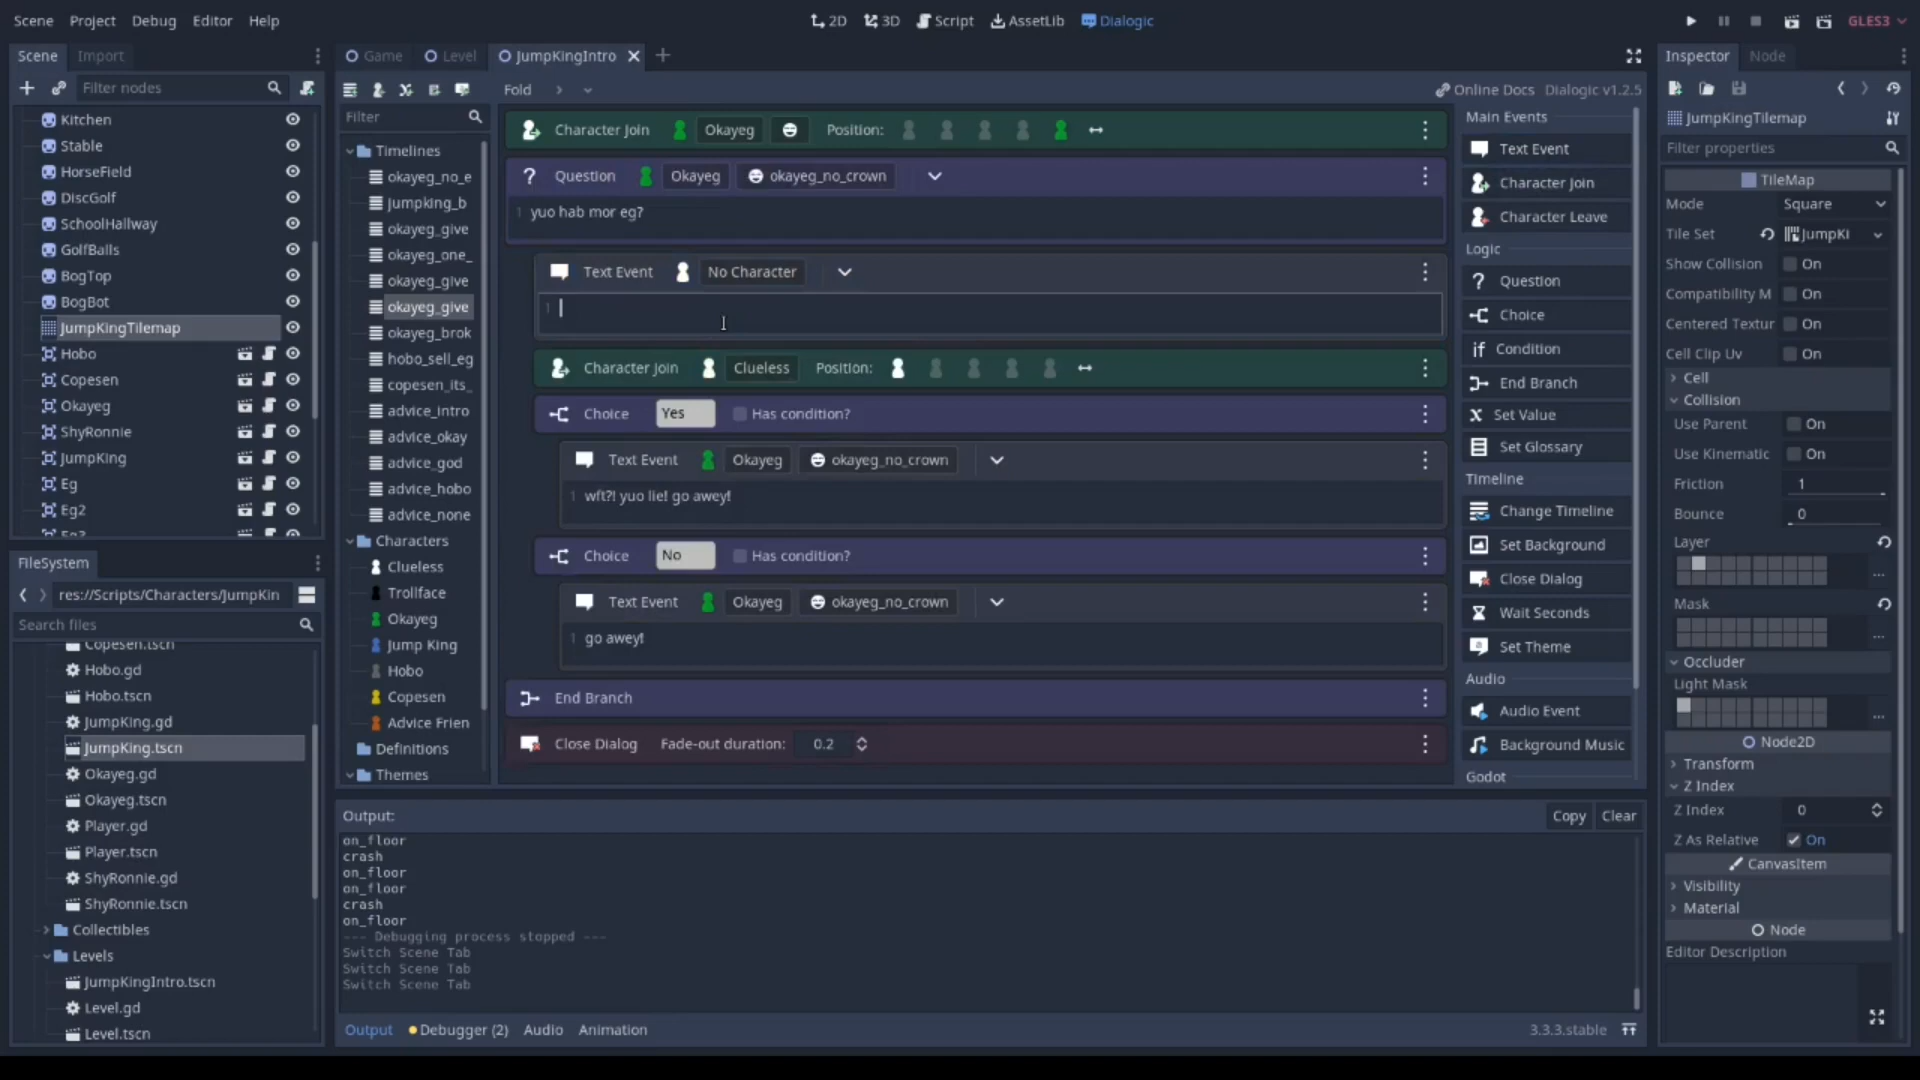 Scene Project Debug Editor Help
2D 3D Script AssetLib Dialogic
GLES3
Scene Import
Filter nodes
Kitchen
Stable
HorseField
DiscGolf
SchoolHallway
GolfBalls
BogTop
BogBot
JumpKingTilemap
Hobo
Copesen
Okayeg
ShyRonnie
JumpKing
Eg
Eg2
FileSystem
res://Scripts/Characters/JumpKin
Search files
Copesen.tscn
Hobo.gd
Hobo.tscn
JumpKing.gd
JumpKing.tscn
Okayeg.gd
Okayeg.tscn
Player.gd
Player.tscn
ShyRonnie.gd
ShyRonnie.tscn
Collectibles
Levels
JumpKingIntro.tscn
Level.gd
Level.tscn
Game Level JumpKingIntro
Fold
Online Docs Dialogic v1.2.5
Filter
Timelines
okayeg_no_e
jumpking_b
okayeg_give
okayeg_one_
okayeg_give
okayeg_give
okayeg_brok
hobo_sell_eg
copesen_its_
advice_intro
advice_okay
advice_god
advice_hobo
advice_none
Characters
Clueless
Trollface
Okayeg
Jump King
Hobo
Copesen
Advice Frien
Definitions
Themes
Character Join Okayeg Position:
? Question Okayeg okayeg_no_crown
1 yuo hab mor eg?
Text Event No Character
1
Character Join Clueless Position:
Choice Yes Has condition?
Text Event Okayeg okayeg_no_crown
1 wft?! yuo lie! go awey!
Choice No Has condition?
Text Event Okayeg okayeg_no_crown
1 go awey!
End Branch
Close Dialog Fade-out duration: 0.2
Main Events
Text Event
Character Join
Character Leave
Logic
? Question
Choice
if Condition
End Branch
X Set Value
Set Glossary
Timeline
Change Timeline
Set Background
Close Dialog
Wait Seconds
Set Theme
Audio
Audio Event
Background Music
Godot
Output:
Copy Clear
on_floor
crash
on_floor
on_floor
crash
on_floor
--- Debugging process stopped ---
Switch Scene Tab
Switch Scene Tab
Switch Scene Tab
Output Debugger (2) Audio Animation
3.3.3.stable
Inspector Node
JumpKingTilemap
Filter properties
TileMap
Mode Square
Tile Set JumpKi
Show Collision On
Compatibility M On
Centered Textur On
Cell Clip Uv On
Cell
Collision
Use Parent On
Use Kinematic On
Friction 1
Bounce 0
Layer
...
Mask
...
Occluder
Light Mask
...
Node2D
Transform
Z Index
Z Index 0
Z As Relative On
CanvasItem
Visibility
Material
Node
Editor Description